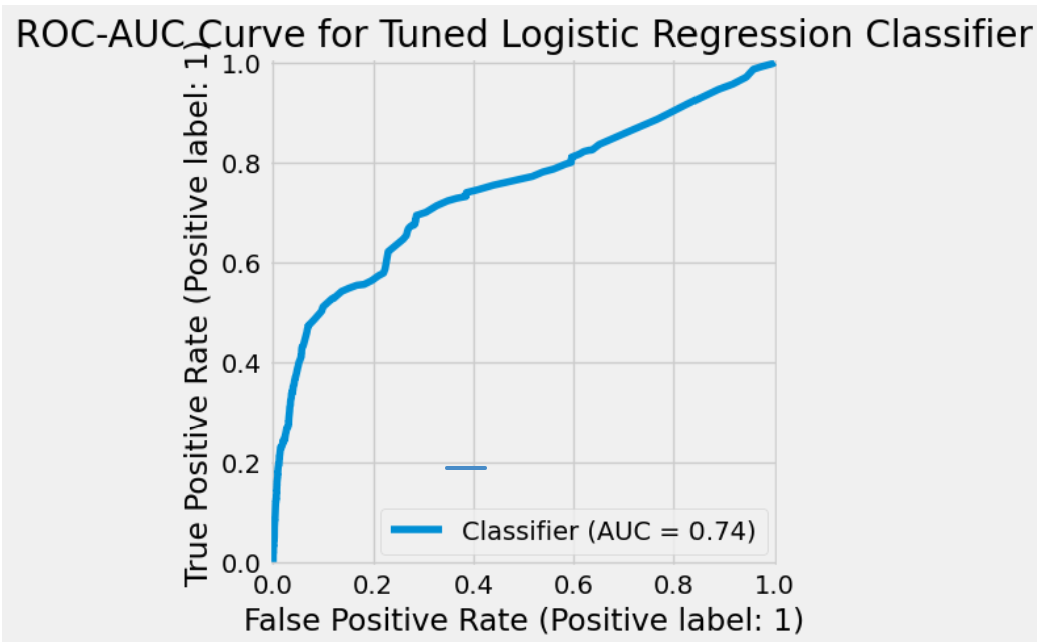 ROC-AUC Curve for Tuned Logistic Regression Classifier
True Positive Rate (Positive label: 1)
1.0
0.8
0.6
0.4
0.2
0.0
Classifier (AUC = 0.74)
0.0 0.2 0.4 0.6 0.8 1.0
False Positive Rate (Positive label: 1)